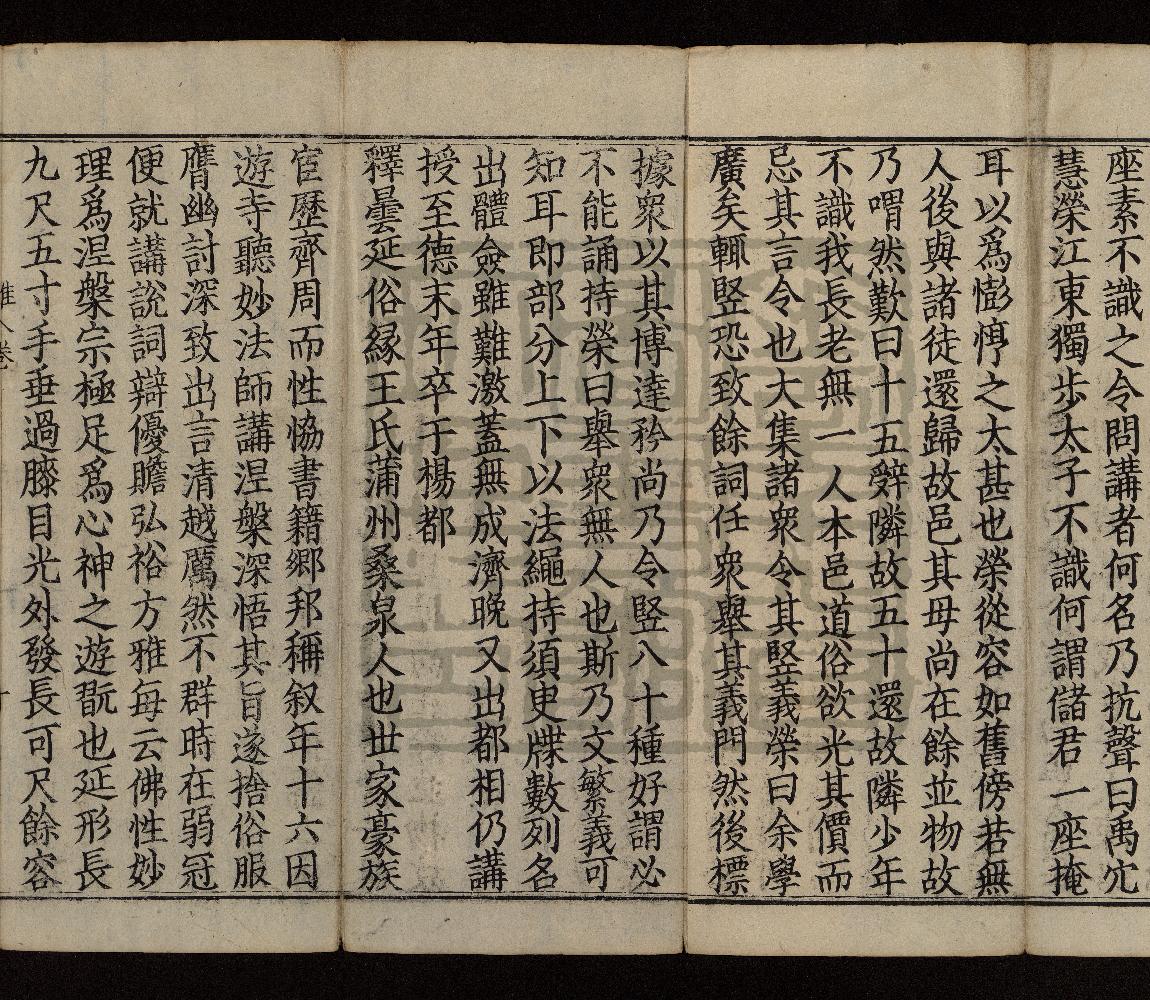 座素不識之令問講者何名乃抗聲曰禹穴
慧榮江東獨步太子不識何謂儲君一座掩
耳以爲彭悙之太甚也榮從容如舊傍若無
人後與諸徒還歸故邑其母尚在餘並物故
乃喟然歎曰十五辭隣故五十還故隣少年
不識我長老無一人本邑道俗欲光其價而
忌其言令也大集諸衆令其竪義榮曰余學
廣矣輒竪恐致餘詞任衆舉其義門然後標
據衆以其博達矜尚乃令竪八十種好謂必
不能誦持榮曰舉衆無人也斯乃文繁義可
知耳即部分上下以法繩持須㬰牒數列名
出體僉雖難激蓋無成濟晚又出都相仍講
授至德末年卒于楊都
釋曇延俗緣王氏蒲州桑泉人也世家豪族
宦歷齊周而性恊書籍鄉邦稱叙年十六因
遊寺聽妙法師講涅槃深悟其旨遂捨俗服
膺幽討深致出言清越厲然不群時在弱冠
便就講說詞辯優贍弘裕方雅每云佛性妙
理爲涅槃宗極足爲心神之遊翫也延形長
九尺五寸手垂過膝目光外發長可尺餘容